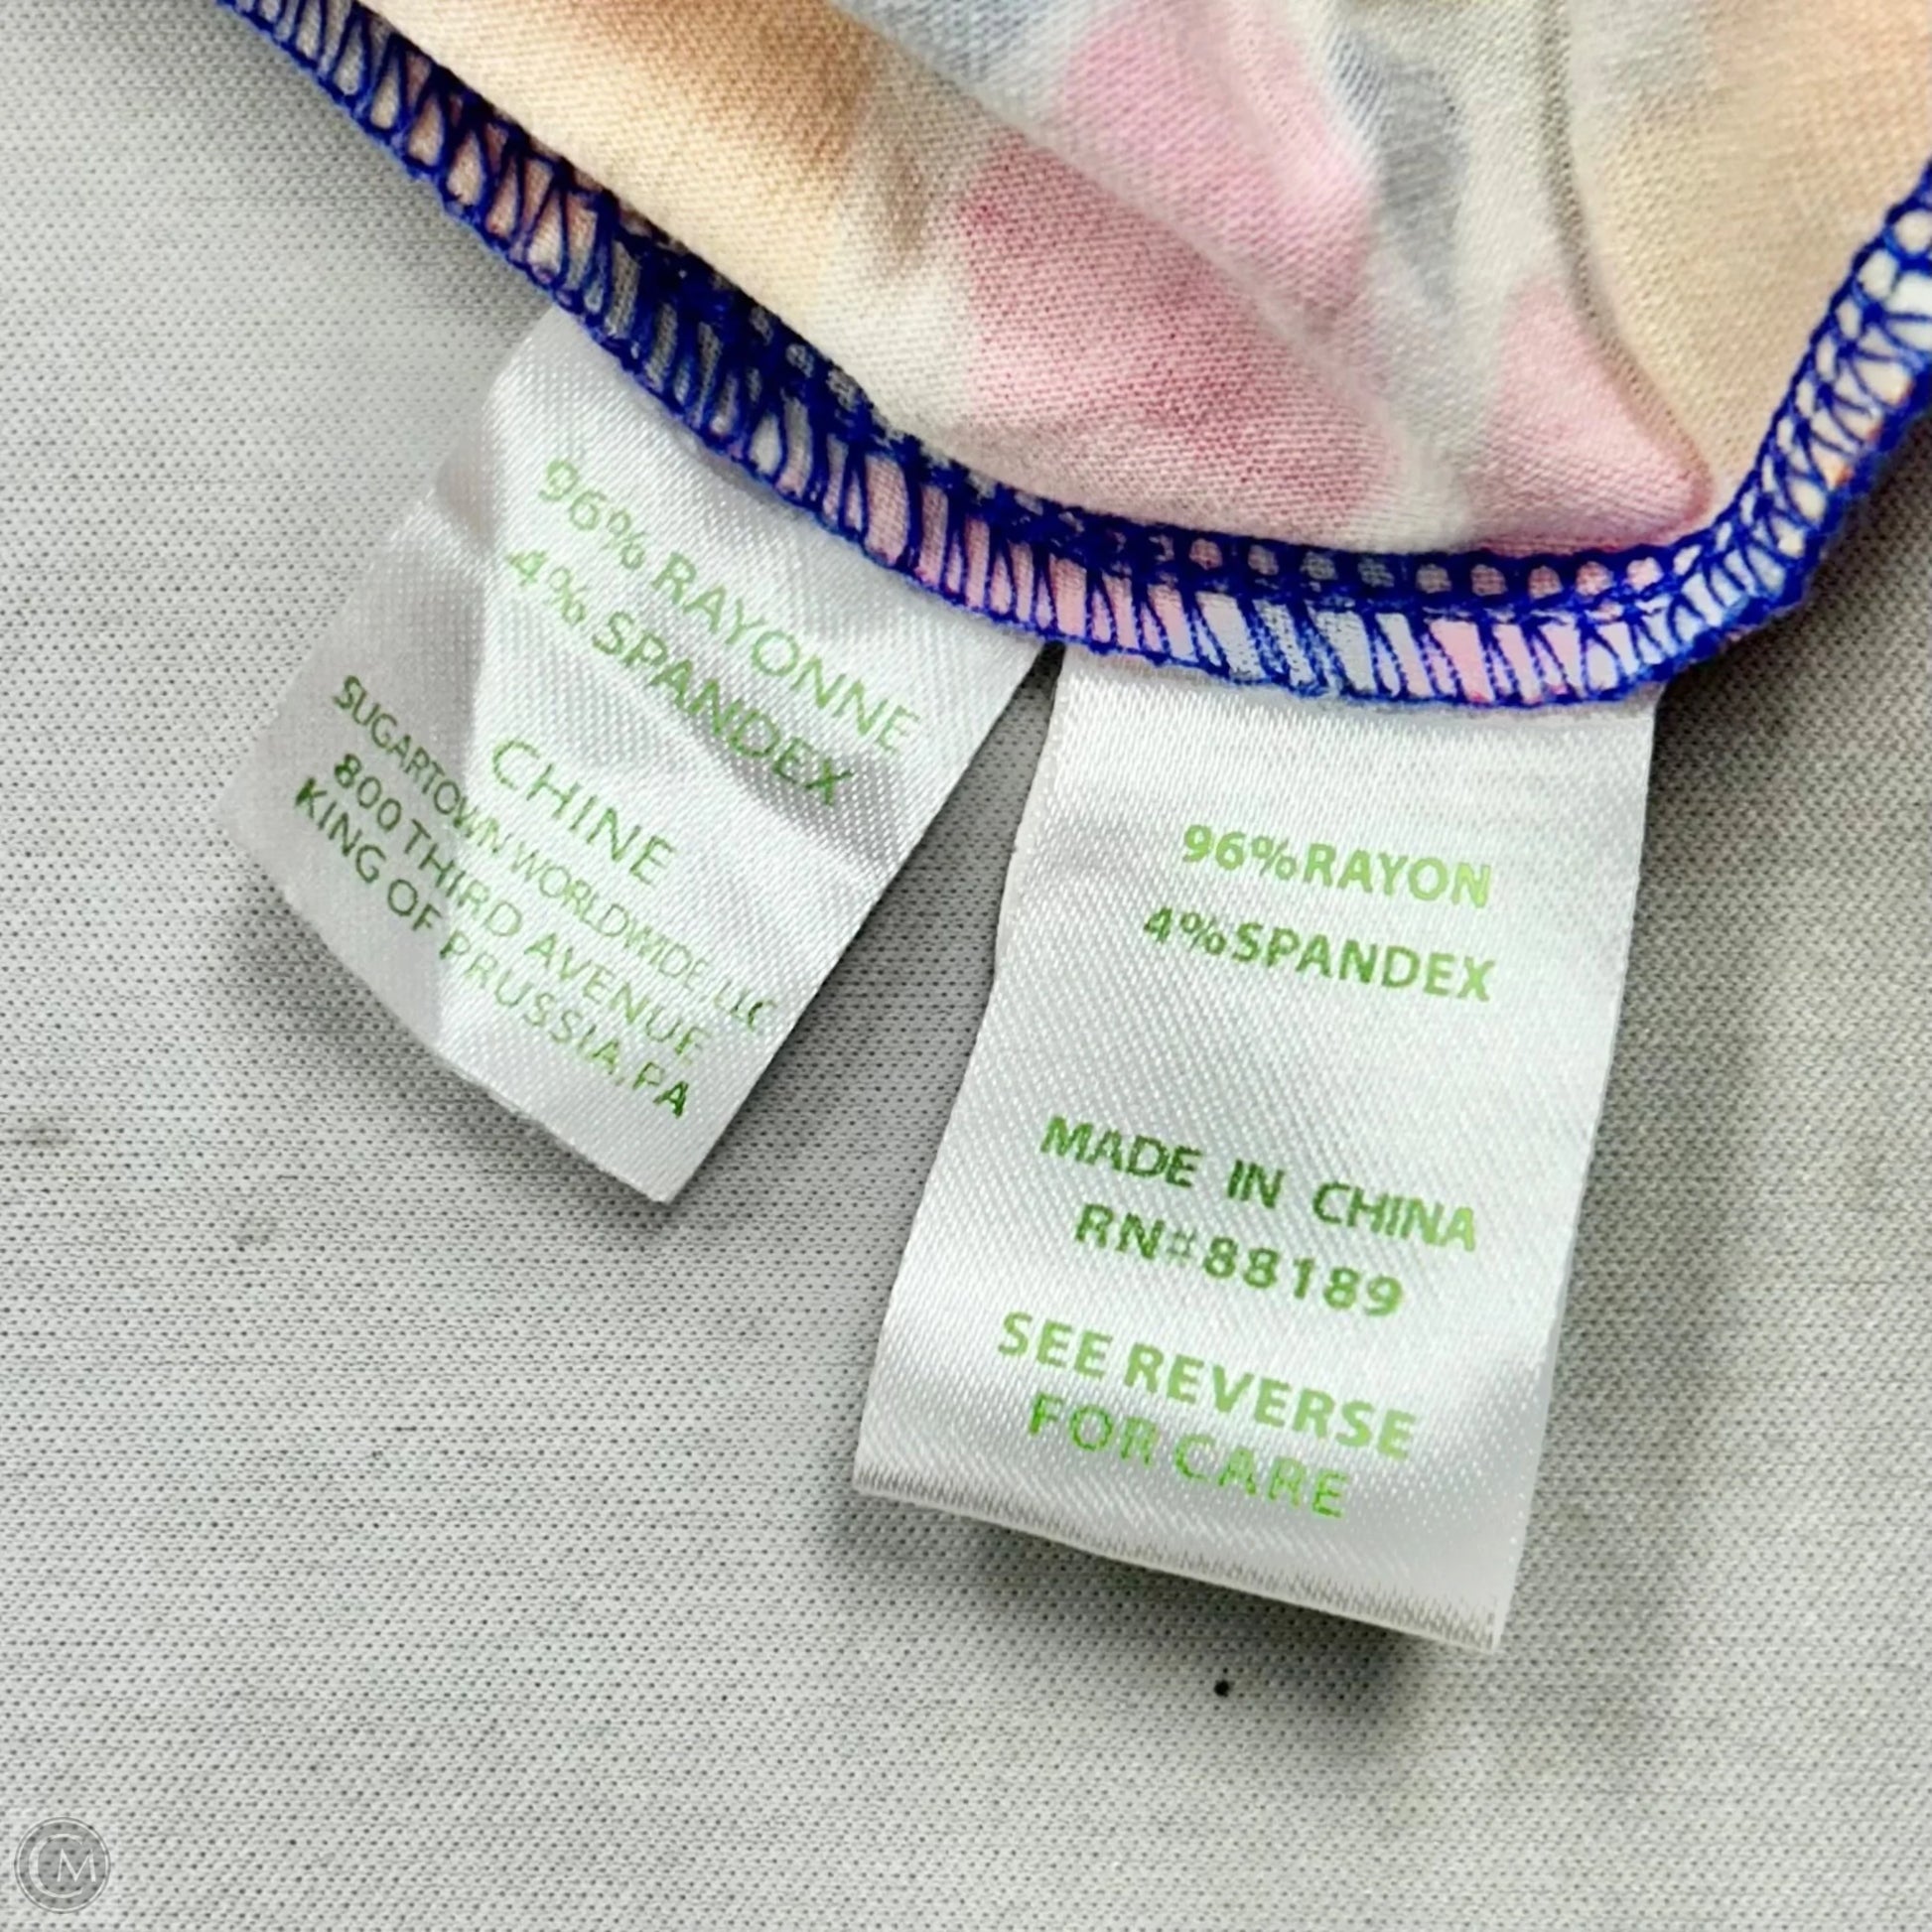 96% RAYONNE
4% SPANDEX
CHINE
SUGARTOWN WORLDWIDE, LLC
800 THIRD AVENUE
KING OF PRUSSIA, PA
96%RAYON
4%SPANDEX
MADE IN CHINA
RN#88189
SEE REVERSE
FOR CARE